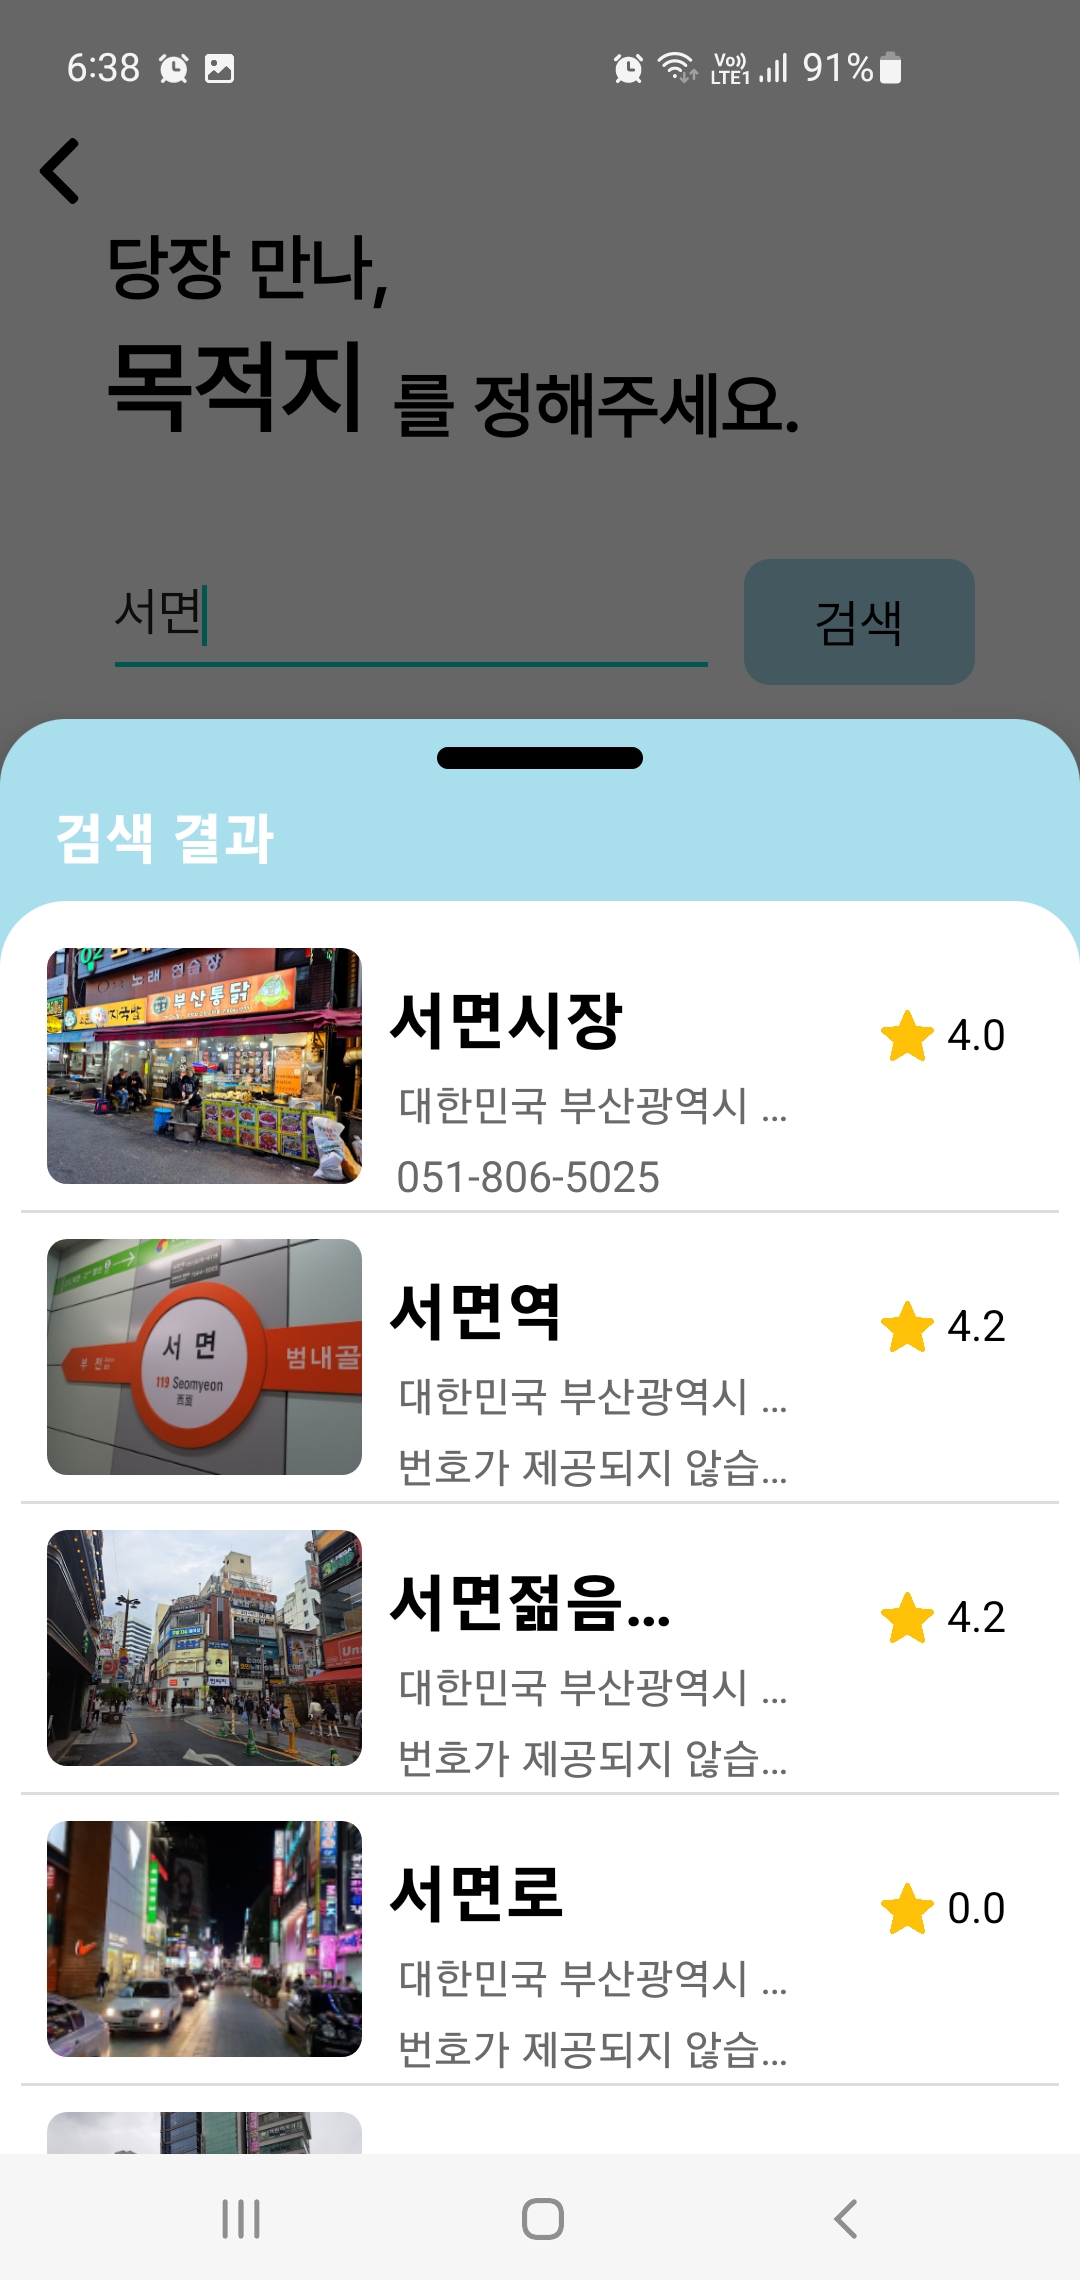 6:38 Vo)) LTE1 91%
당장 만나,
목적지 를 정해주세요.
서면
검색
검색 결과
노래 연습장
부산통닭
서면시장
4.0
대한민국 부산광역시 ...
051-806-5025
서면
119 Seomyeon
西面
부전
범내골
서면역
4.2
대한민국 부산광역시 ...
번호가 제공되지 않습...
서면젊음...
4.2
대한민국 부산광역시 ...
번호가 제공되지 않습...
서면로
0.0
대한민국 부산광역시 ...
번호가 제공되지 않습...